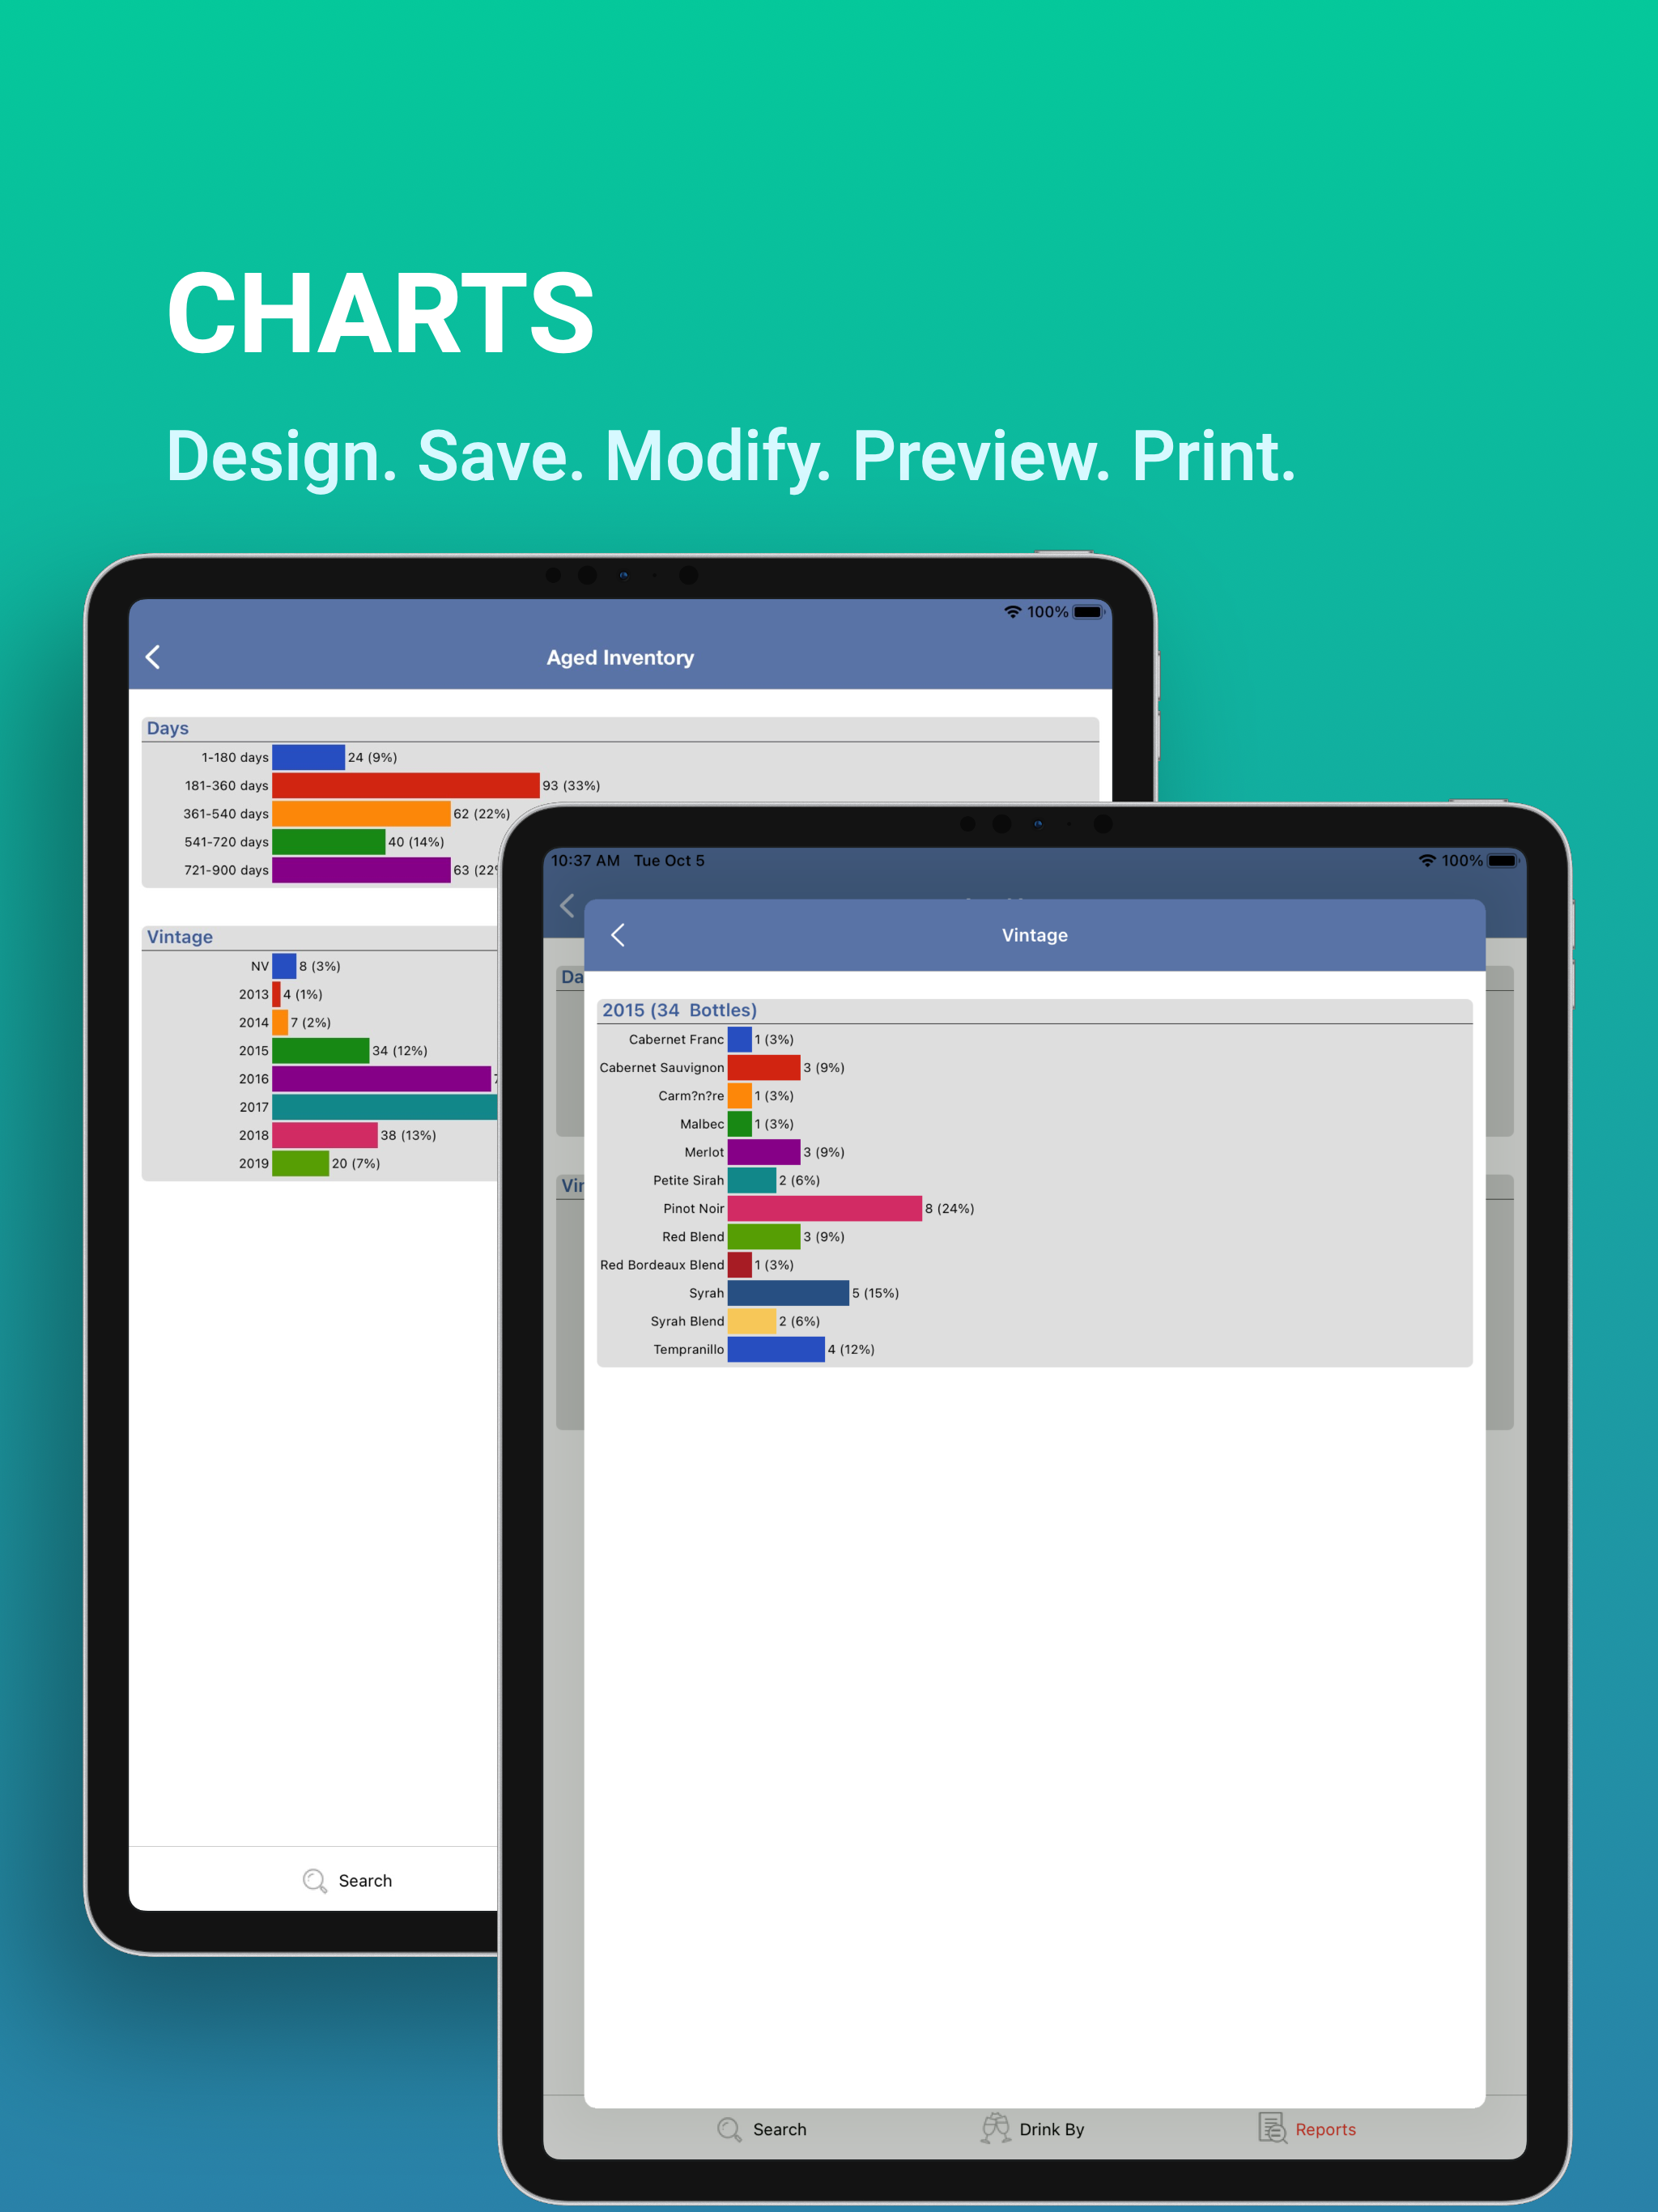 CHARTS
Design. Save. Modify. Preview. Print.
100%
Aged Inventory
Days
1-180 days 24 (9%)
181-360 days 93 (33%)
361-540 days 62 (22%)
541-720 days 40 (14%)
721-900 days 63
Vintage
NV 8 (3%)
2013 4 (1%)
2014 7 (2%)
2015 34 (12%)
2016
2017
2018 38 (13%)
2019 20 (7%)
Search
10:37 AM Tue Oct 5 100%
Vintage
2015 (34 Bottles)
Cabernet Franc 1 (3%)
Cabernet Sauvignon 3 (9%)
Carm?n?re 1 (3%)
Malbec 1 (3%)
Merlot 3 (9%)
Petite Sirah 2 (6%)
Pinot Noir 8 (24%)
Red Blend 3 (9%)
Red Bordeaux Blend 1 (3%)
Syrah 5 (15%)
Syrah Blend 2 (6%)
Tempranillo 4 (12%)
Search Drink By Reports